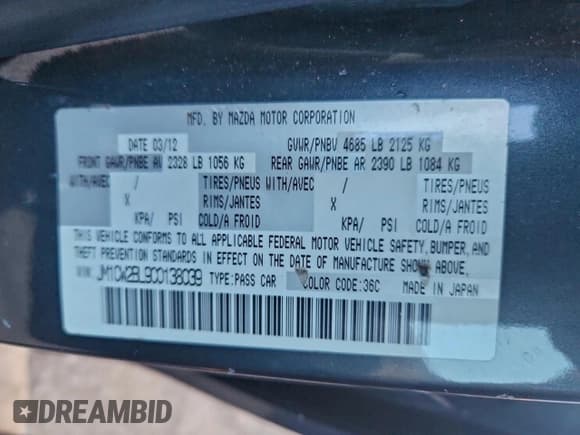 MFD. BY MAZDA MOTOR CORPORATION
DATE 03/12 GVWR/PNBV 4685 LB 2125 KG
FRONT GAWR/PNBE AV 2328 LB 1056 KG REAR GAWR/PNBE AR 2390 LB 1084 KG
WITH/AVEC / TIRES/PNEUS WITH/AVEC / TIRES/PNEUS
X RIMS/JANTES X RIMS/JANTES
KPA/ PSI COLD/A FROID KPA/ PSI COLD/A FROID
THIS VEHICLE CONFORMS TO ALL APPLICABLE FEDERAL MOTOR VEHICLE SAFETY, BUMPER, AND
THEFT PREVENTION STANDARDS IN EFFECT ON THE DATE OF MANUFACTURE SHOWN ABOVE.
VIN: JM1CW2BL9C0138039 TYPE:PASS CAR COLOR CODE:36C MADE IN JAPAN
DREAMBID